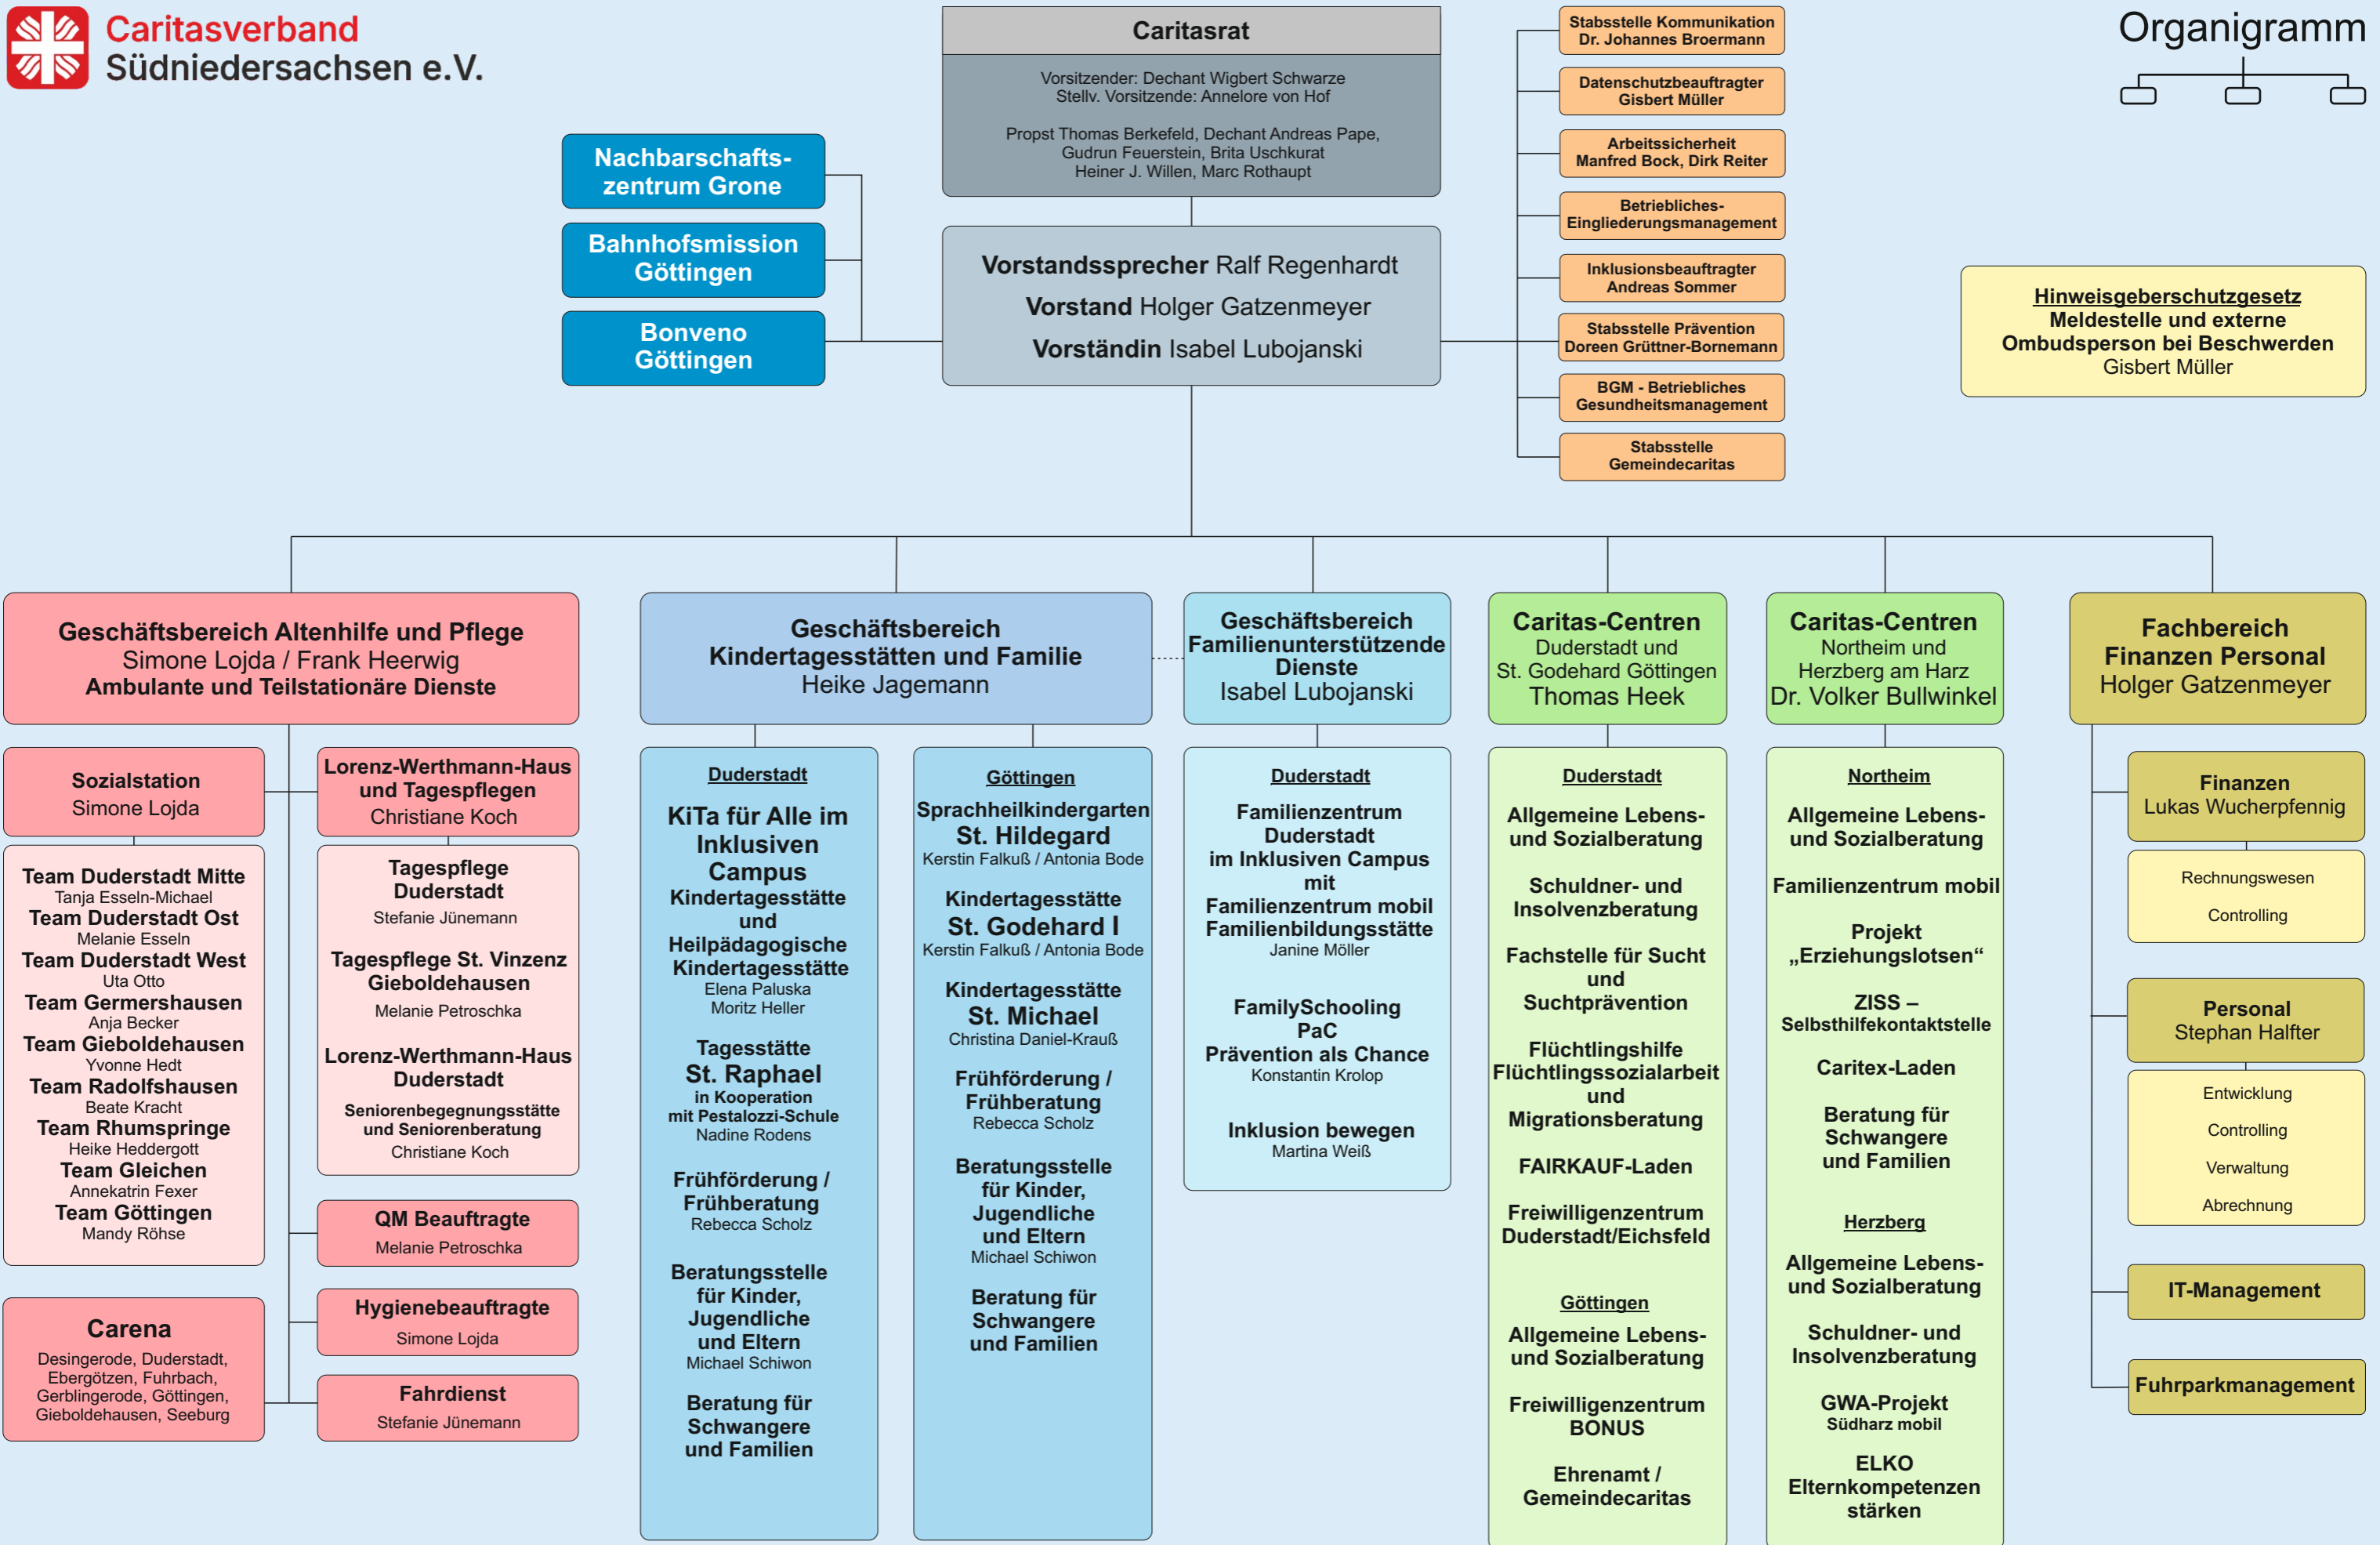 Caritasverband
Südniedersachsen e.V.
Organigramm
Caritasrat
Vorsitzender: Dechant Wigbert Schwarze
Stellv. Vorsitzende: Annelore von Hof
Propst Thomas Berkefeld, Dechant Andreas Pape,
Gudrun Feuerstein, Brita Uschkurat
Heiner J. Willen, Marc Rothaupt
Nachbarschafts-
zentrum Grone
Bahnhofsmission
Göttingen
Bonveno
Göttingen
Vorstandssprecher Ralf Regenhardt
Vorstand Holger Gatzenmeyer
Vorständin Isabel Lubojanski
Stabsstelle Kommunikation
Dr. Johannes Broermann
Datenschutzbeauftragter
Gisbert Müller
Arbeitssicherheit
Manfred Bock, Dirk Reiter
Betriebliches-
Eingliederungsmanagement
Inklusionsbeauftragter
Andreas Sommer
Stabsstelle Prävention
Doreen Grüttner-Bornemann
BGM - Betriebliches
Gesundheitsmanagement
Stabsstelle
Gemeindecaritas
Hinweisgeberschutzgesetz
Meldestelle und externe
Ombudsperson bei Beschwerden
Gisbert Müller
Geschäftsbereich Altenhilfe und Pflege
Simone Lojda / Frank Heerwig
Ambulante und Teilstationäre Dienste
Sozialstation
Simone Lojda
Team Duderstadt Mitte
Tanja Esseln-Michael
Team Duderstadt Ost
Melanie Esseln
Team Duderstadt West
Uta Otto
Team Germershausen
Anja Becker
Team Gieboldehausen
Yvonne Hedt
Team Radolfshausen
Beate Kracht
Team Rhumspringe
Heike Heddergott
Team Gleichen
Annekatrin Fexer
Team Göttingen
Mandy Röhse
Carena
Desingerode, Duderstadt,
Ebergötzen, Fuhrbach,
Gerblingerode, Göttingen,
Gieboldehausen, Seeburg
Lorenz-Werthmann-Haus
und Tagespflegen
Christiane Koch
Tagespflege
Duderstadt
Stefanie Jünemann
Tagespflege St. Vinzenz
Gieboldehausen
Melanie Petroschka
Lorenz-Werthmann-Haus
Duderstadt
Seniorenbegegnungsstätte
und Seniorenberatung
Christiane Koch
QM Beauftragte
Melanie Petroschka
Hygienebeauftragte
Simone Lojda
Fahrdienst
Stefanie Jünemann
Geschäftsbereich
Kindertagesstätten und Familie
Heike Jagemann
Duderstadt
KiTa für Alle im
Inklusiven
Campus
Kindertagesstätte
und
Heilpädagogische
Kindertagesstätte
Elena Paluska
Moritz Heller
Tagesstätte
St. Raphael
in Kooperation
mit Pestalozzi-Schule
Nadine Rodens
Frühförderung /
Frühberatung
Rebecca Scholz
Beratungsstelle
für Kinder,
Jugendliche
und Eltern
Michael Schiwon
Beratung für
Schwangere
und Familien
Göttingen
Sprachheilkindergarten
St. Hildegard
Kerstin Falkuß / Antonia Bode
Kindertagesstätte
St. Godehard I
Kerstin Falkuß / Antonia Bode
Kindertagesstätte
St. Michael
Christina Daniel-Krauß
Frühförderung /
Frühberatung
Rebecca Scholz
Beratungsstelle
für Kinder,
Jugendliche
und Eltern
Michael Schiwon
Beratung für
Schwangere
und Familien
Geschäftsbereich
Familienunterstützende
Dienste
Isabel Lubojanski
Duderstadt
Familienzentrum
Duderstadt
im Inklusiven Campus
mit
Familienzentrum mobil
Familienbildungsstätte
Janine Möller
FamilySchooling
PaC
Prävention als Chance
Konstantin Krolop
Inklusion bewegen
Martina Weiß
Caritas-Centren
Duderstadt und
St. Godehard Göttingen
Thomas Heek
Duderstadt
Allgemeine Lebens-
und Sozialberatung
Schuldner- und
Insolvenzberatung
Fachstelle für Sucht
und
Suchtprävention
Flüchtlingshilfe
Flüchtlingssozialarbeit
und
Migrationsberatung
FAIRKAUF-Laden
Freiwilligenzentrum
Duderstadt/Eichsfeld
Göttingen
Allgemeine Lebens-
und Sozialberatung
Freiwilligenzentrum
BONUS
Ehrenamt /
Gemeindecaritas
Caritas-Centren
Northeim und
Herzberg am Harz
Dr. Volker Bullwinkel
Northeim
Allgemeine Lebens-
und Sozialberatung
Familienzentrum mobil
Projekt
„Erziehungslotsen“
ZISS –
Selbsthilfekontaktstelle
Caritex-Laden
Beratung für
Schwangere
und Familien
Herzberg
Allgemeine Lebens-
und Sozialberatung
Schuldner- und
Insolvenzberatung
GWA-Projekt
Südharz mobil
ELKO
Elternkompetenzen
stärken
Fachbereich
Finanzen Personal
Holger Gatzenmeyer
Finanzen
Lukas Wucherpfennig
Rechnungswesen
Controlling
Personal
Stephan Halfter
Entwicklung
Controlling
Verwaltung
Abrechnung
IT-Management
Fuhrparkmanagement